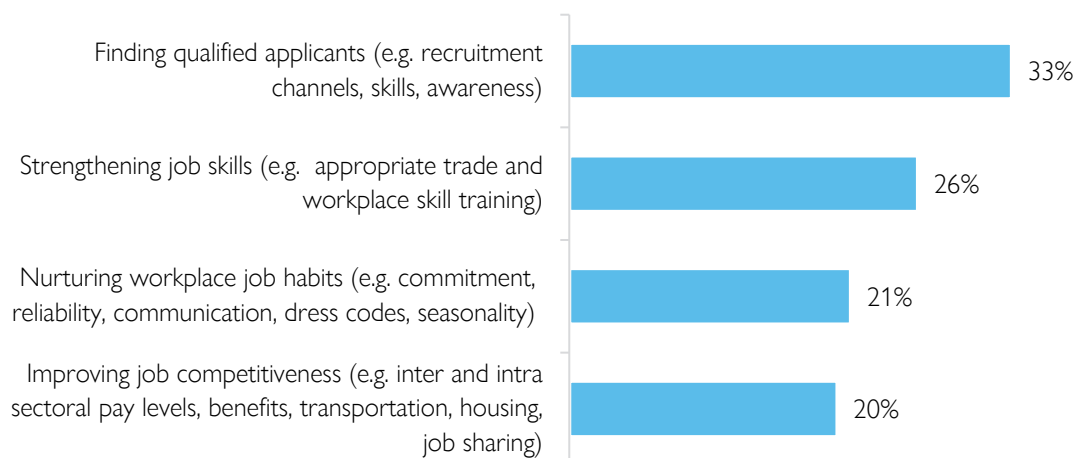 Finding qualified applicants (e.g. recruitment
channels, skills, awareness)
33%
Strengthening job skills (e.g.  appropriate trade and
workplace skill training)
26%
Nurturing workplace job habits (e.g. commitment,
reliability, communication, dress codes, seasonality)
21%
Improving job competitiveness (e.g. inter and intra
sectoral pay levels, benefits, transportation, housing,
job sharing)
20%